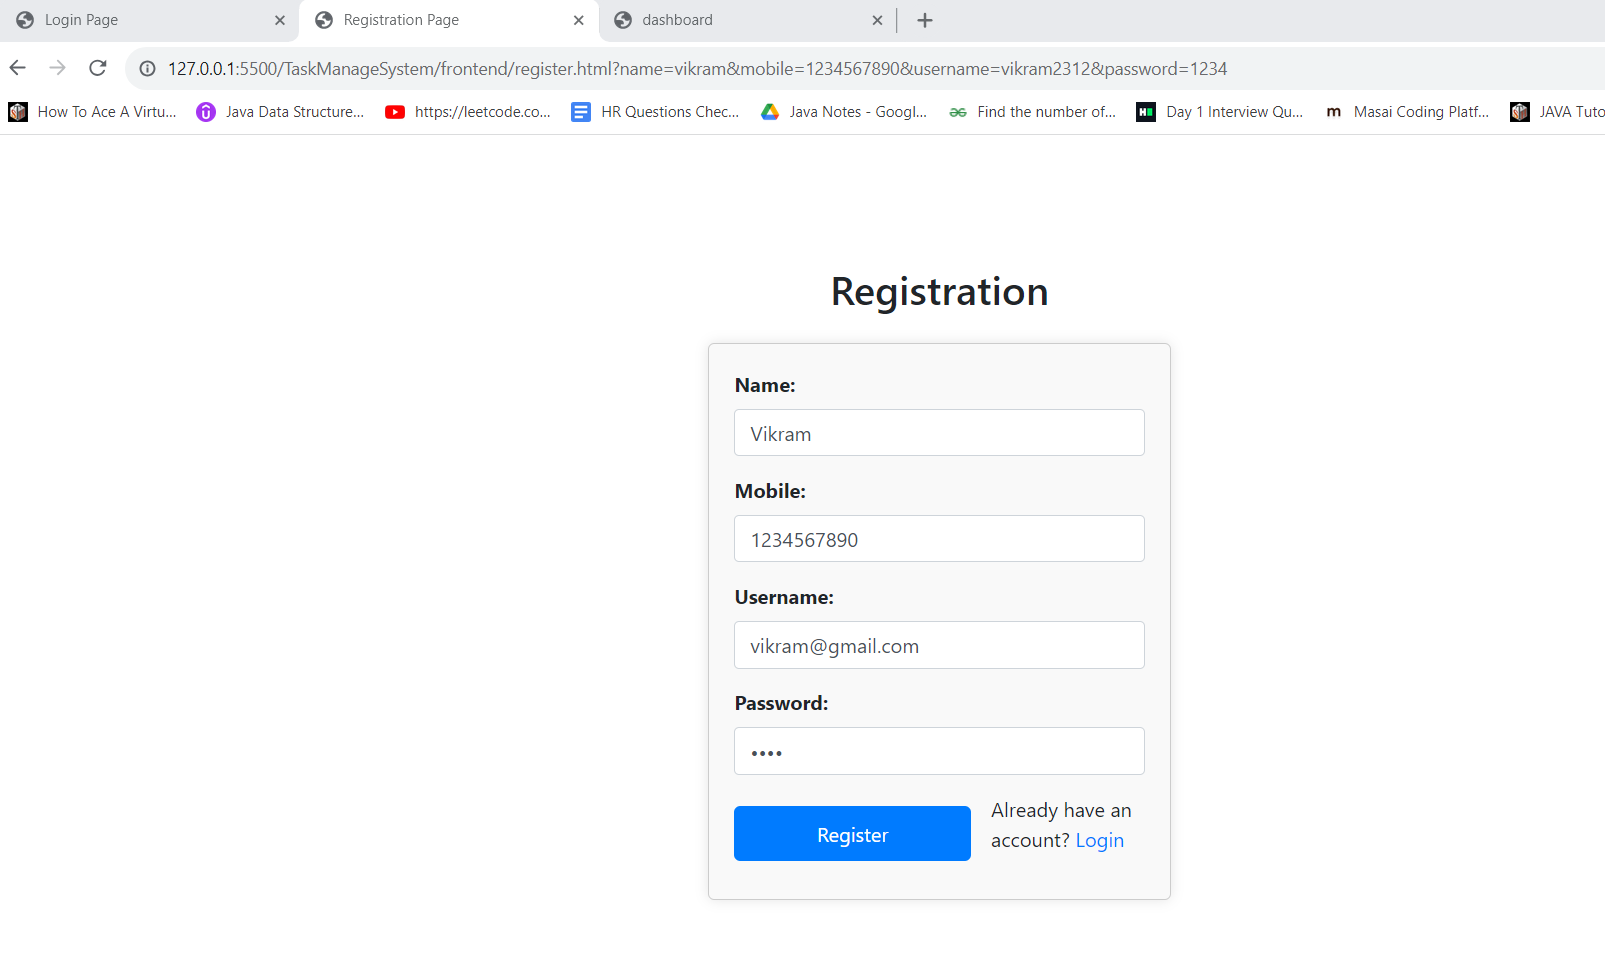 Login Page
Registration Page
dashboard
127.0.0.1:5500/TaskManageSystem/frontend/register.html?name=vikram&mobile=1234567890&username=vikram2312&password=1234
How To Ace A Virtu...
Java Data Structure...
https://leetcode.co...
HR Questions Chec...
Java Notes - Googl...
Find the number of...
Day 1 Interview Qu...
Masai Coding Platf...
JAVA Tuto
Registration
Name:
Vikram
Mobile:
1234567890
Username:
vikram@gmail.com
Password:
••••
Register
Already have an
account? Login